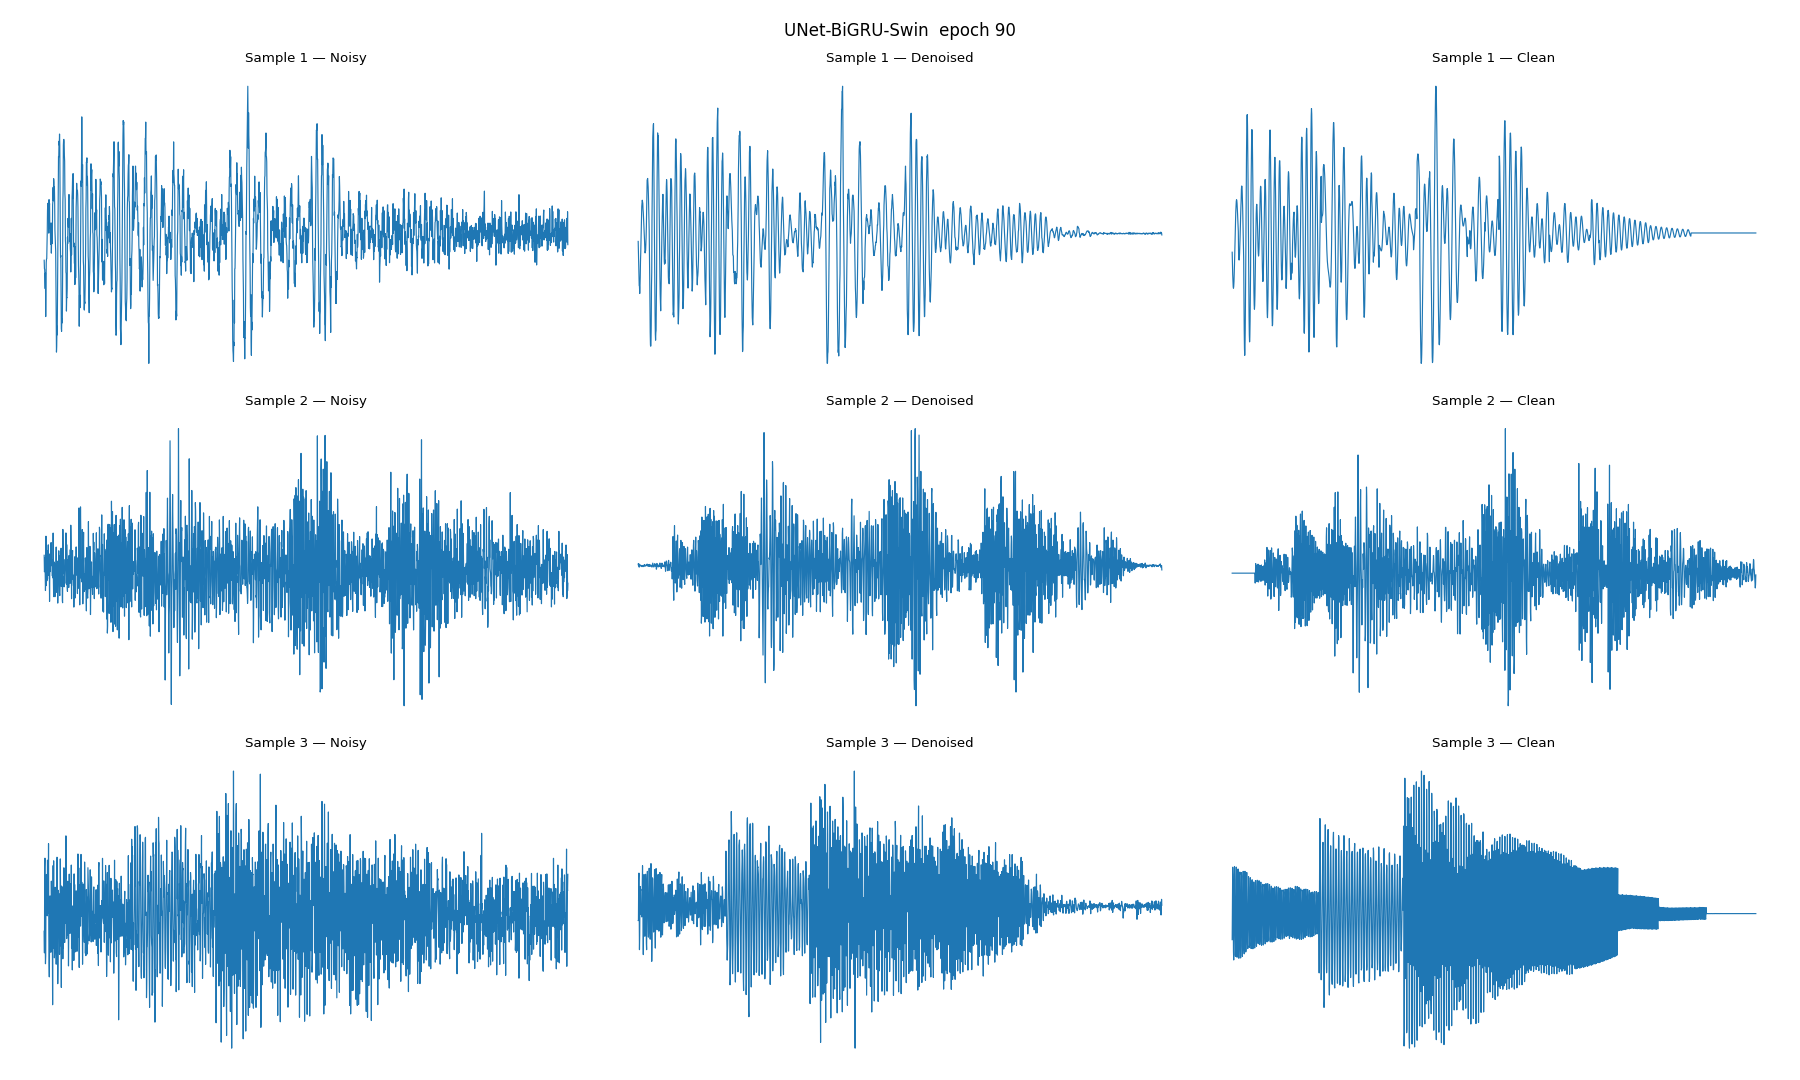 UNet-BiGRU-Swin  epoch 90
Sample 1 — Noisy
Sample 1 — Denoised
Sample 1 — Clean
Sample 2 — Noisy
Sample 2 — Denoised
Sample 2 — Clean
Sample 3 — Noisy
Sample 3 — Denoised
Sample 3 — Clean